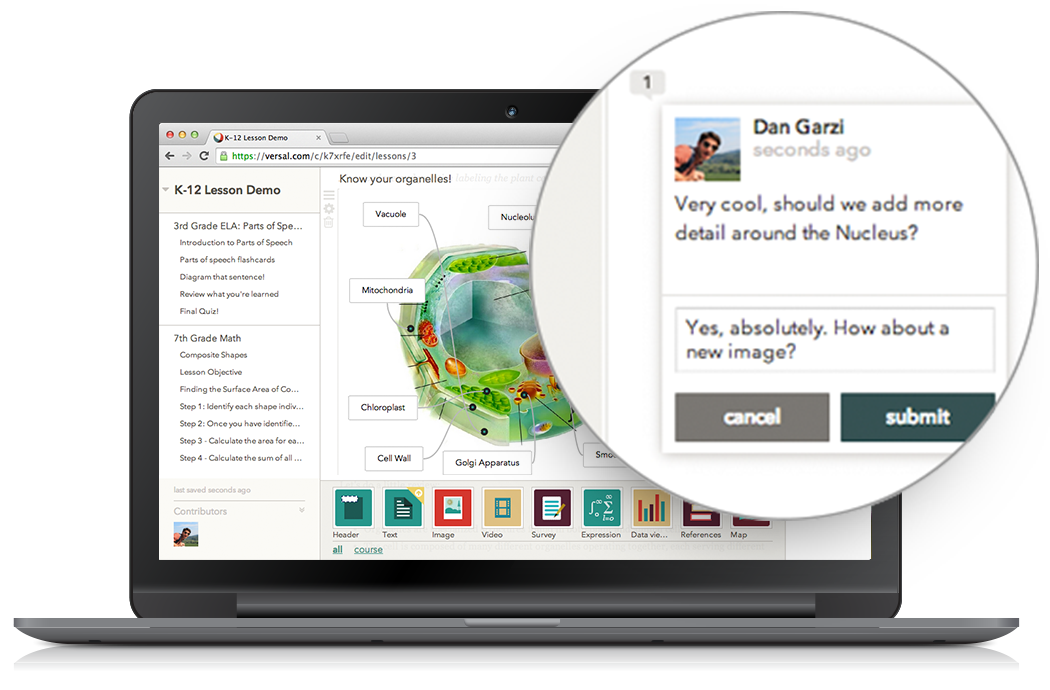 K-12 Lesson Demo
https://versal.com/c/k7xrfe/edit/lessons/3
K-12 Lesson Demo
3rd Grade ELA: Parts of Spe...
Introduction to Parts of Speech
Parts of speech flashcards
Diagram that sentence!
Review what you're learned
Final Quiz!
7th Grade Math
Composite Shapes
Lesson Objective
Finding the Surface Area of Co...
Step 1: Identify each shape indiv...
Step 2: Once you have identifie...
Step 3 - Calculate the area for ea...
Step 4 - Calculate the sum of all ...
last saved seconds ago
Contributors
Know your organelles! labeling the plant
Vacuole
Nucleolu
Mitochondria
Chloroplast
Cell Wall
Golgi Apparatus
Smo
Header
Text
Image
Video
Survey
Expression
Data vie...
References
Map
all course
1
Dan Garzi
seconds ago
Very cool, should we add more
detail around the Nucleus?
Yes, absolutely. How about a
new image?
cancel submit